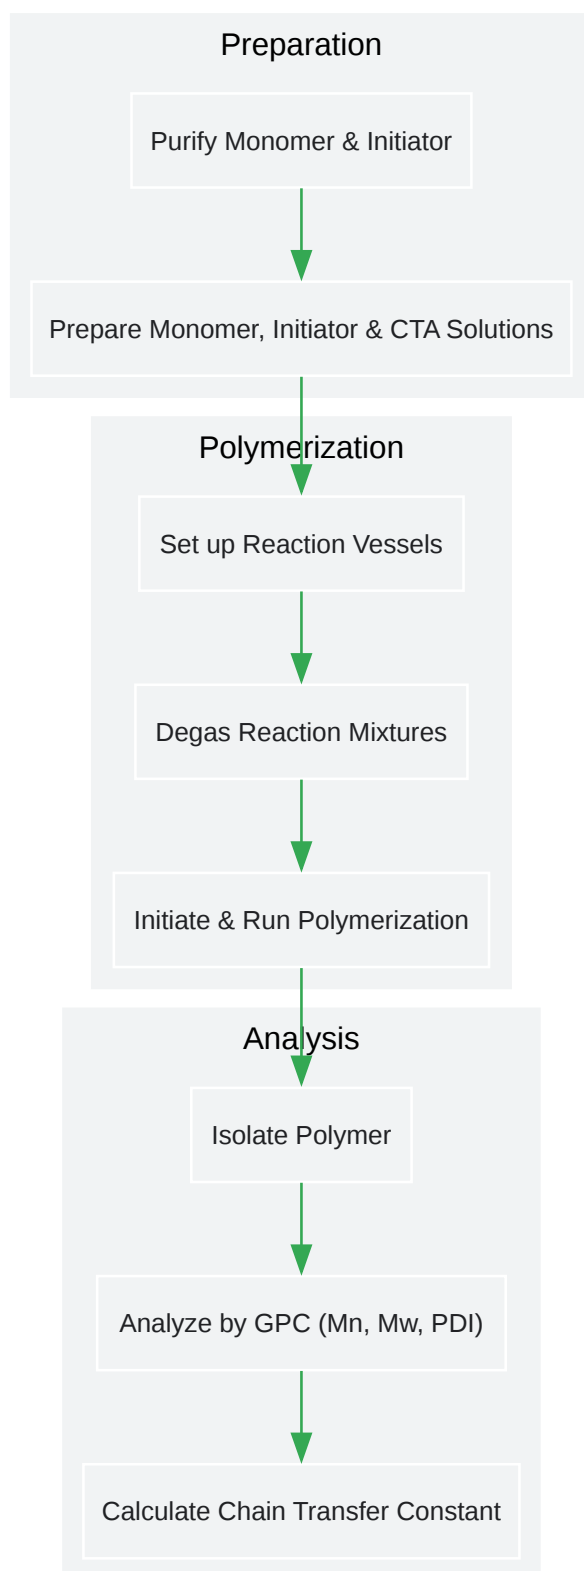 Preparation
Purify Monomer & Initiator
Prepare Monomer, Initiator & CTA Solutions
Polymerization
Set up Reaction Vessels
Degas Reaction Mixtures
Initiate & Run Polymerization
Analysis
Isolate Polymer
Analyze by GPC (Mn, Mw, PDI)
Calculate Chain Transfer Constant